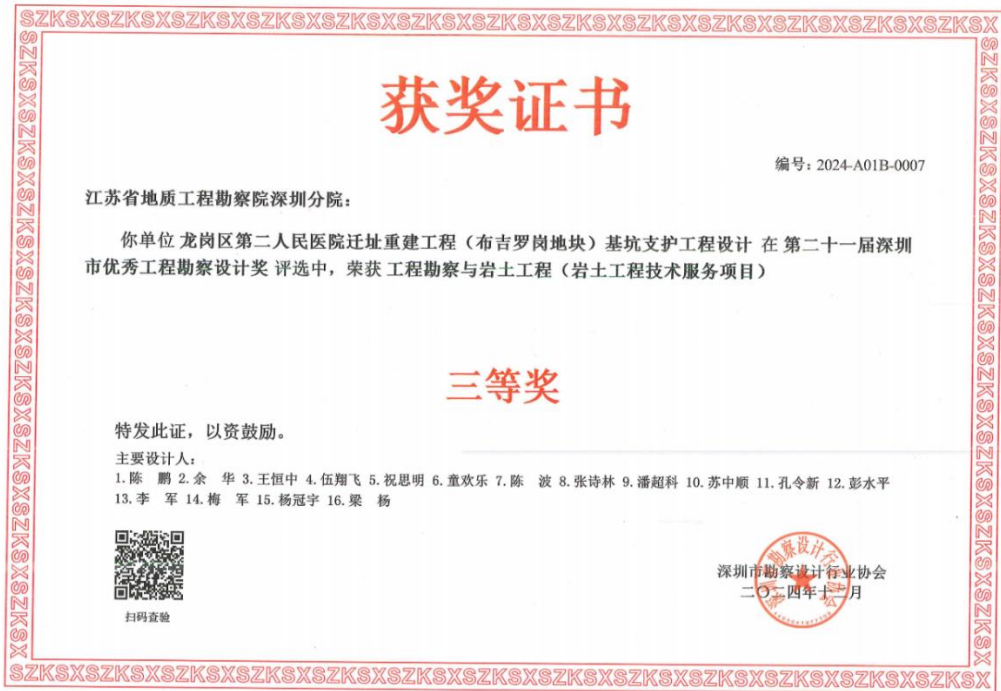 SZKSXSZKSXSZKSXSZKSXSZKSXSZKSXSZKSXSZKSXSZKSXSZKSXSZKSX
获奖证书
编号：2024-A01B-0007
江苏省地质工程勘察院深圳分院：
你单位 龙岗区第二人民医院迁址重建工程（布吉罗岗地块）基坑支护工程设计 在 第二十一届深圳
市优秀工程勘察设计奖 评选中，荣获 工程勘察与岩土工程（岩土工程技术服务项目）
三等奖
特发此证，以资鼓励。
主要设计人：
1.陈　鹏 2.余　华 3.王恒中 4.伍翔飞 5.祝思明 6.童欢乐 7.陈　波 8.张诗林 9.潘超科 10.苏中顺 11.孔令新 12.彭水平
13.李　军 14.梅　军 15.杨冠宇 16.梁　杨
扫码查验
深圳市勘察设计行业协会
二〇二四年十二月
SZKSXSZKSXSZKSXSZKSXSZKSXSZKSXSZKSXSZKSXSZKSXSZKSXSZKSX